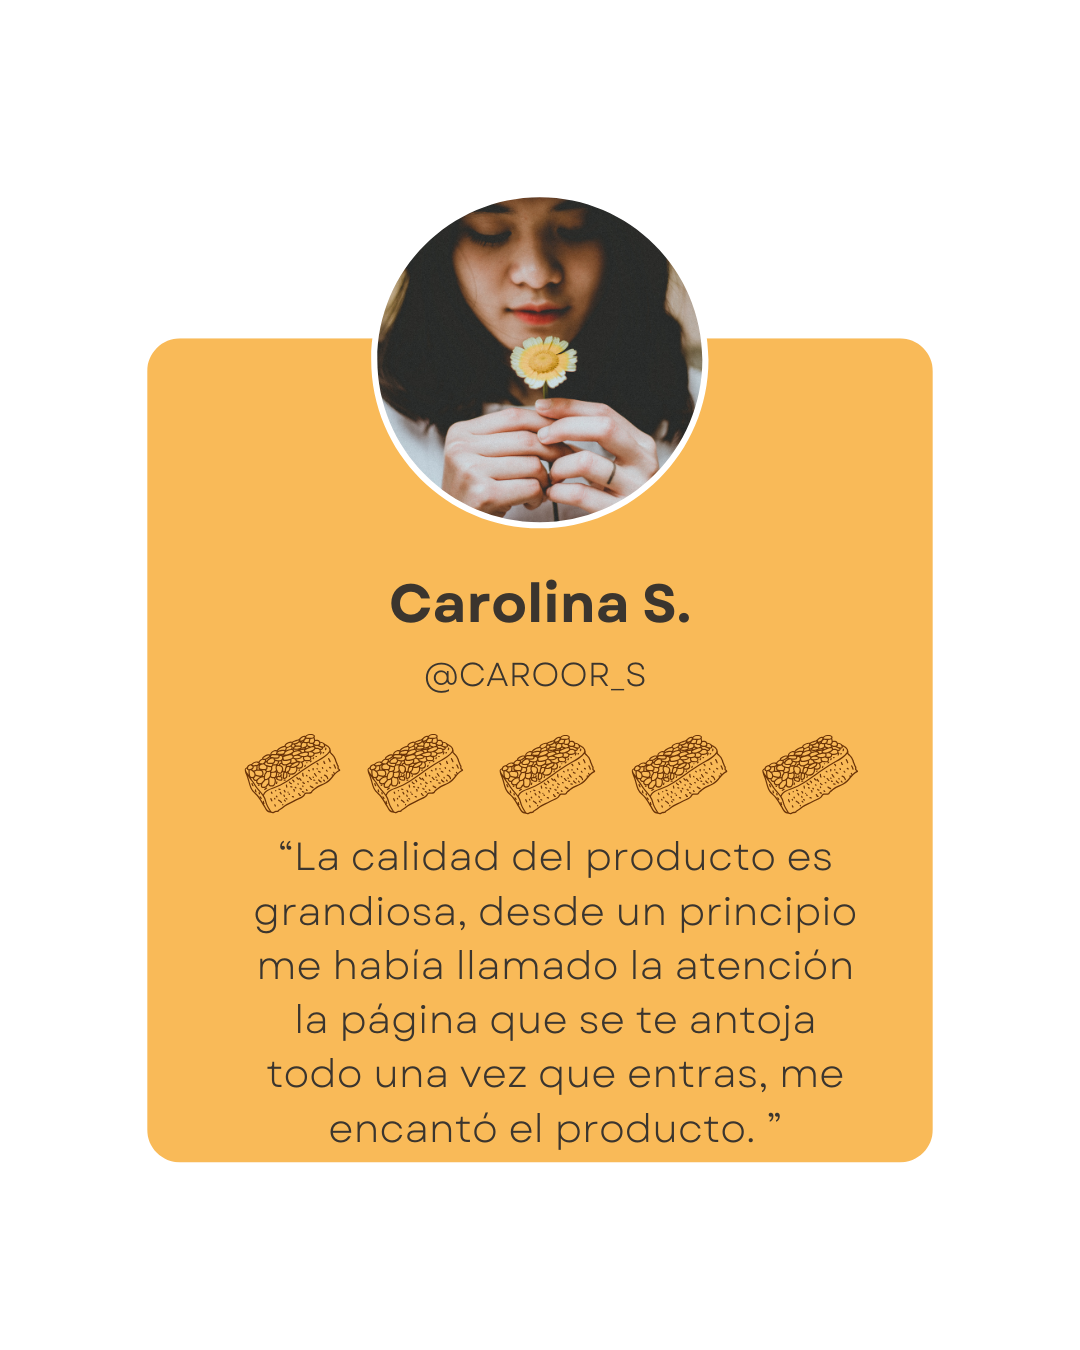 Carolina S.
@CAROOR_S
“La calidad del producto es
grandiosa, desde un principio
me había llamado la atención
la página que se te antoja
todo una vez que entras, me
encantó el producto. ”